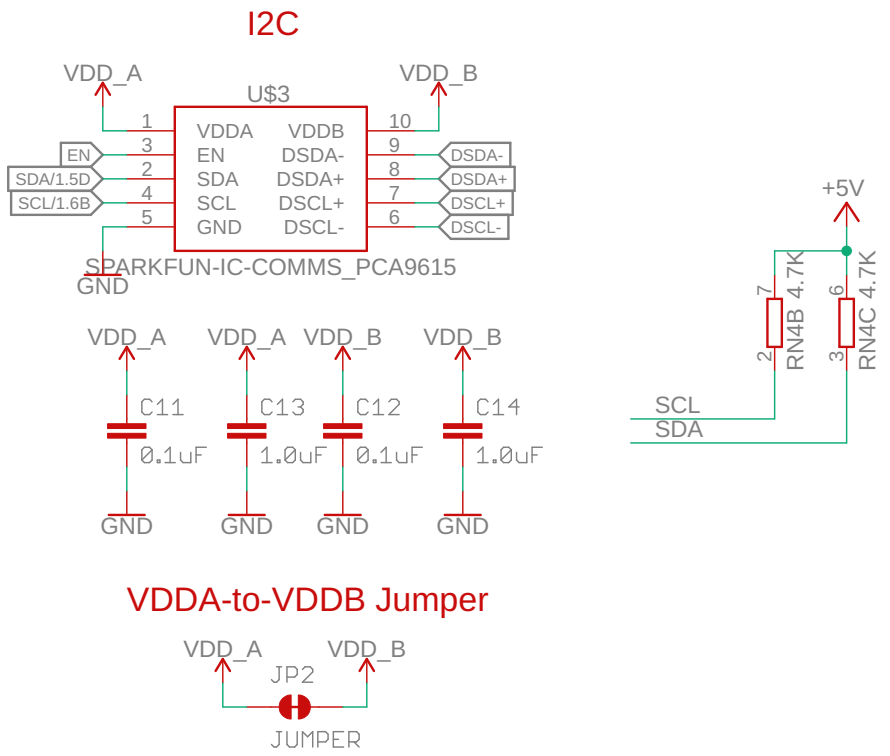 I2C
VDD_A
VDD_B
U$3
1 VDDA VDDB 10
EN 3 EN DSDA- 9 DSDA-
SDA/1.5D 2 SDA DSDA+ 8 DSDA+
SCL/1.6B 4 SCL DSCL+ 7 DSCL+
5 GND DSCL- 6 DSCL-
SPARKFUN-IC-COMMS_PCA9615
GND
+5V
7
2
RN4B 4.7K
6
3
RN4C 4.7K
SCL
SDA
VDD_A VDD_A VDD_B VDD_B
C11 C13 C12 C14
0.1uF 1.0uF 0.1uF 1.0uF
GND GND GND GND
VDDA-to-VDDB Jumper
VDD_A VDD_B
JP2
JUMPER